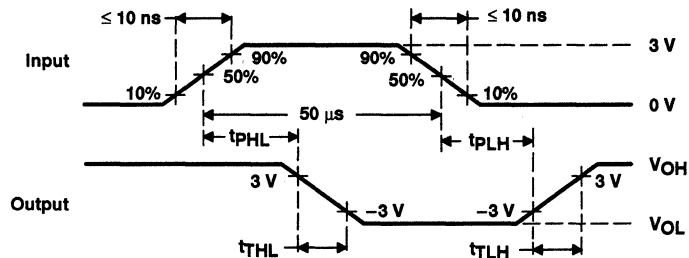 ≤ 10 ns
≤ 10 ns
Input
90%
90%
3 V
50%
50%
10%
10%
0 V
50 μs
tPHL
tPLH
VOH
3 V
3 V
Output
−3 V
−3 V
VOL
tTHL
tTLH